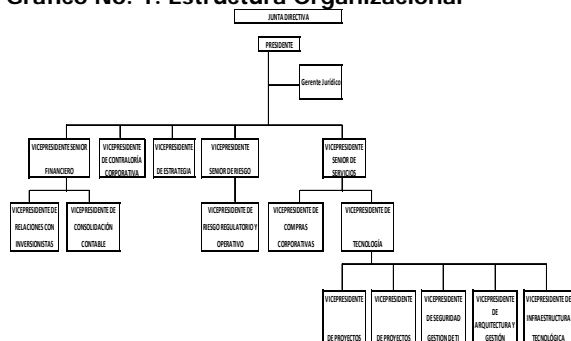 Gráfico No. 1: Estructura Organizacional
JUNTA DIRECTIVA
PRESIDENTE
Gerente Jurídico
VICEPRESIDENTE SENIOR
FINANCIERO
VICEPRESIDENTE
DE CONTRALORÍA
CORPORATIVA
VICEPRESIDENTE
DE ESTRATEGIA
VICEPRESIDENTE
SENIOR DE RIESGO
VICEPRESIDENTE
SENIOR DE
SERVICIOS
VICEPRESIDENTE DE
RELACIONES CON
INVERSIONISTAS
VICEPRESIDENTE DE
CONSOLIDACIÓN
CONTABLE
VICEPRESIDENTE DE
RIESGO REGULATORIO Y
OPERATIVO
VICEPRESIDENTE DE
COMPRAS
CORPORATIVAS
VICEPRESIDENTE DE
TECNOLOGÍA
VICEPRESIDENTE
DE PROYECTOS
VICEPRESIDENTE
DE PROYECTOS
VICEPRESIDENTE
DE SEGURIDAD
GESTION DE TI
VICEPRESIDENTE
DE
ARQUITECTURA Y
GESTIÓN
VICEPRESIDENTE DE
INFRAESTRUCTURA
TECNOLÓGICA